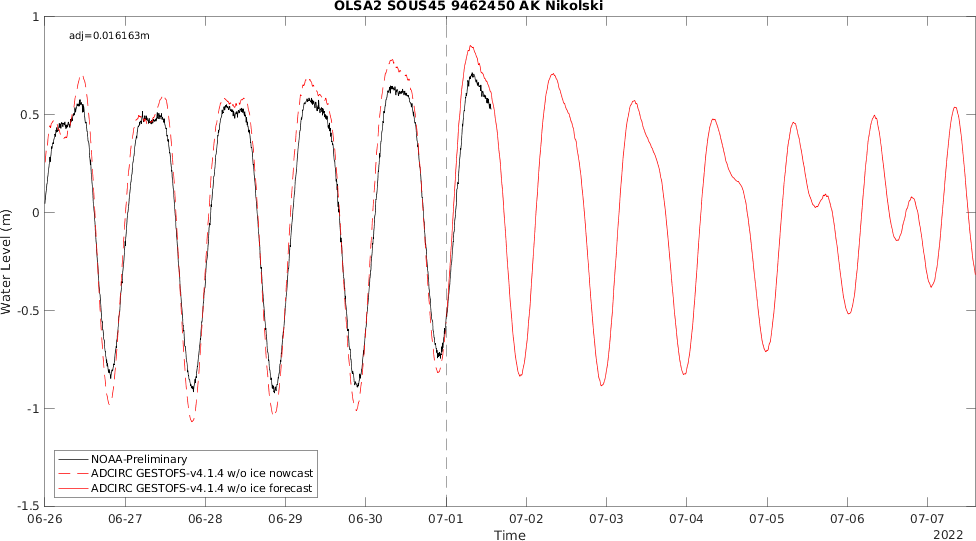 OLSA2 SOUS45 9462450 AK Nikolski
adj=0.016163m
1
0.5
0
-0.5
-1
-1.5
Water Level (m)
NOAA-Preliminary
ADCIRC GESTOFS-v4.1.4 w/o ice nowcast
ADCIRC GESTOFS-v4.1.4 w/o ice forecast
06-26 06-27 06-28 06-29 06-30 07-01 07-02 07-03 07-04 07-05 07-06 07-07
Time
2022